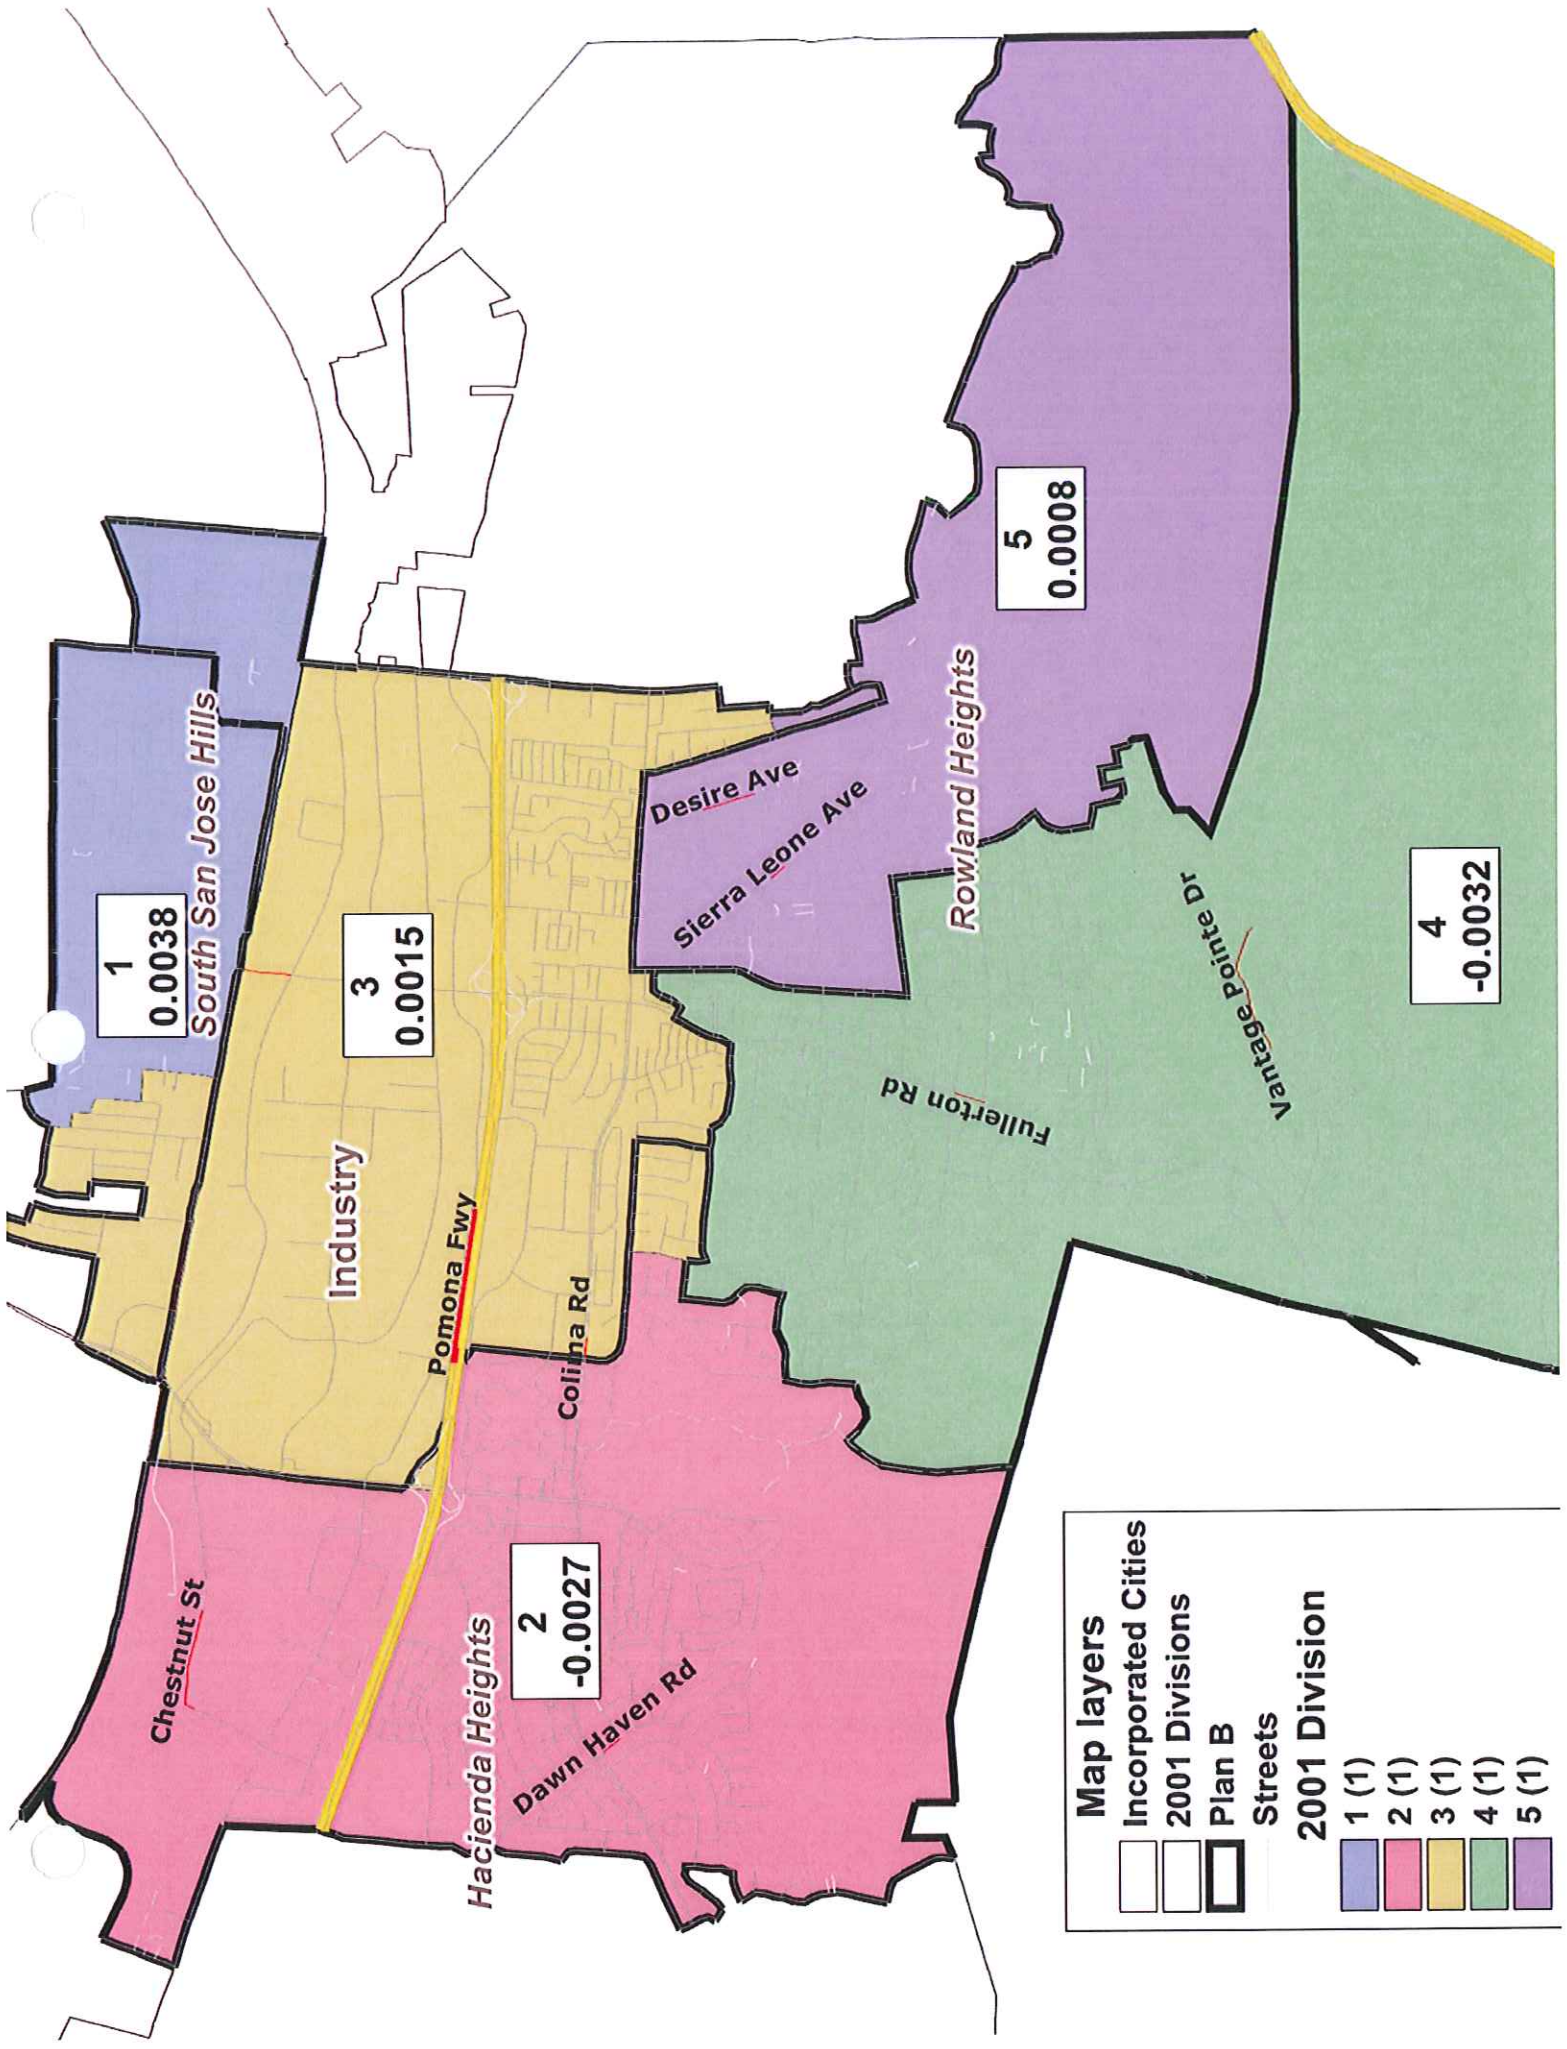 Chestnut St
Hacienda Heights
2
-0.0027
Dawn Haven Rd
Industry
Pomona Fwy
Colima Rd
1
0.0038
South San Jose Hills
3
0.0015
Desire Ave
Sierra Leone Ave
Rowland Heights
5
0.0008
Fullerton Rd
Vantage Pointe Dr
4
-0.0032
Map layers
Incorporated Cities
2001 Divisions
Plan B
Streets
2001 Division
1 (1)
2 (1)
3 (1)
4 (1)
5 (1)